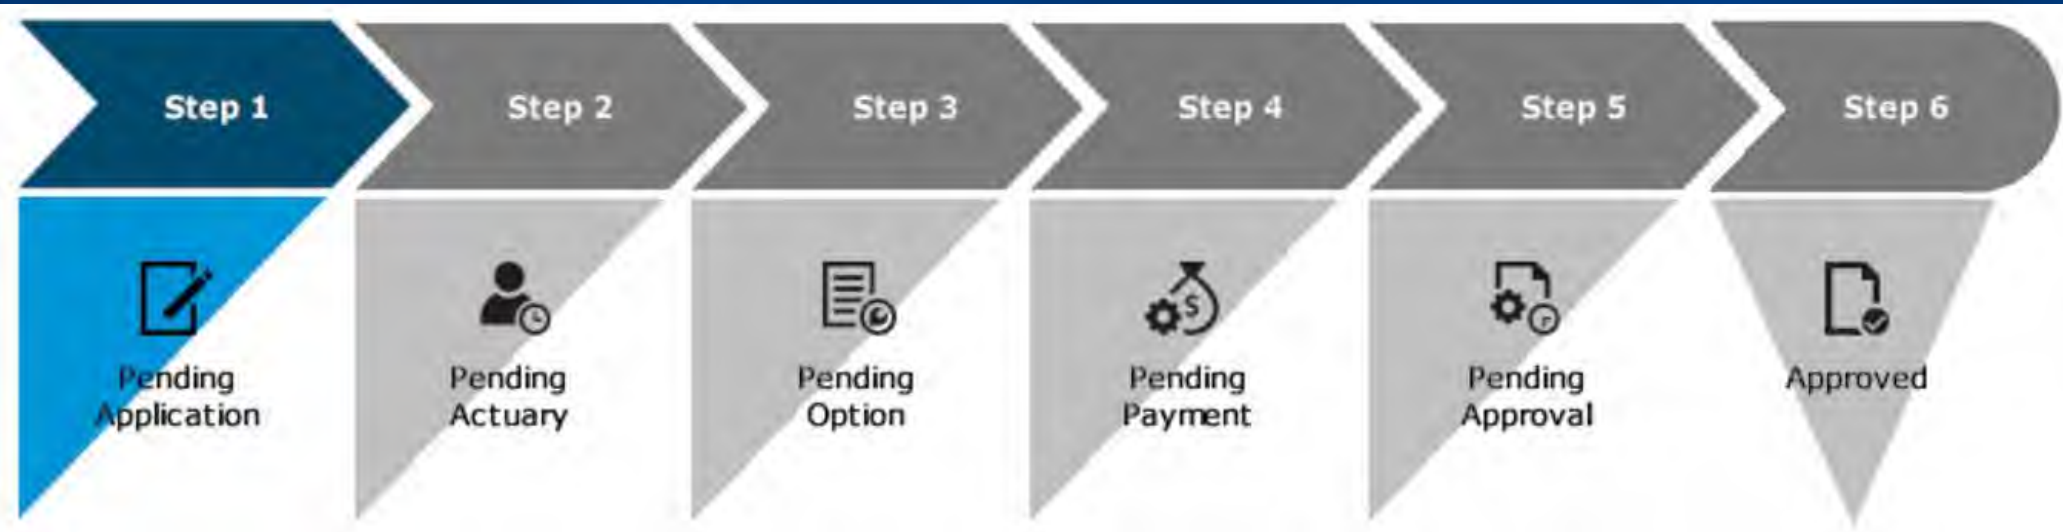 Step 1
Step 2
Step 3
Step 4
Step 5
Step 6
Pending
Application
Pending
Actuary
Pending
Option
$
Pending
Payment
Pending
Approval
Approved